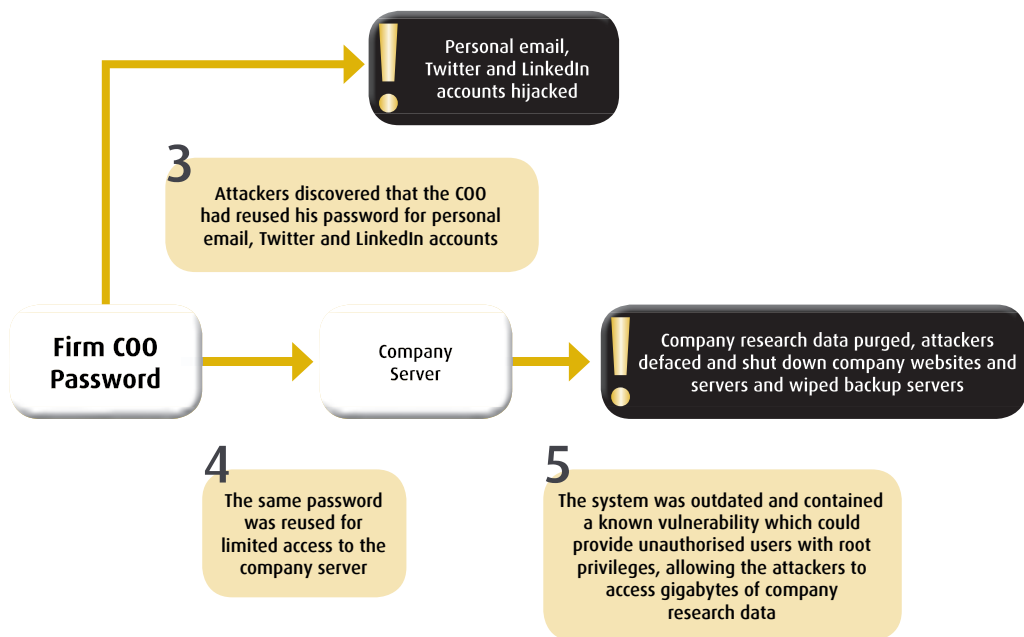 Personal email,
Twitter and LinkedIn
accounts hijacked
3
Attackers discovered that the COO
had reused his password for personal
email, Twitter and LinkedIn accounts
Firm COO
Password
Company
Server
Company research data purged, attackers
defaced and shut down company websites and
servers and wiped backup servers
4
The same password
was reused for
limited access to the
company server
5
The system was outdated and contained
a known vulnerability which could
provide unauthorised users with root
privileges, allowing the attackers to
access gigabytes of company
research data